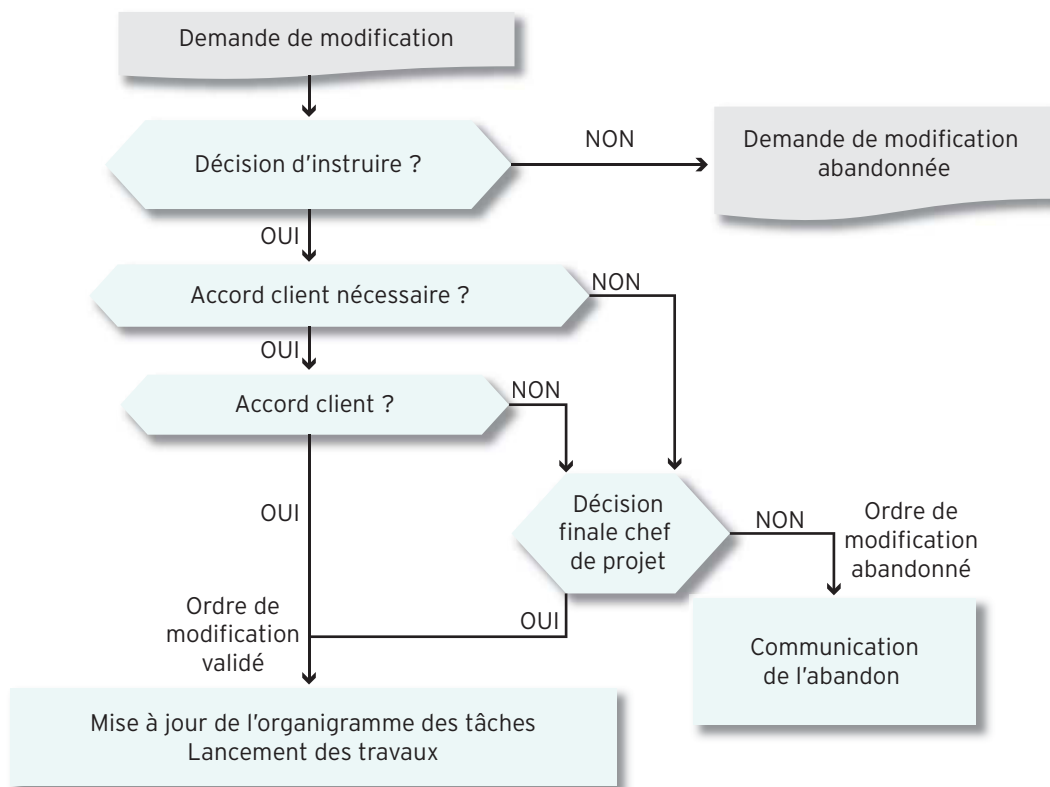 Demande de modification
Décision d'instruire ?
NON
Demande de modification
abandonnée
OUI
Accord client nécessaire ?
NON
OUI
Accord client ?
NON
OUI
Décision
finale chef
de projet
NON
Ordre de
modification
abandonné
OUI
Ordre de
modification
validé
Communication
de l'abandon
Mise à jour de l'organigramme des tâches
Lancement des travaux